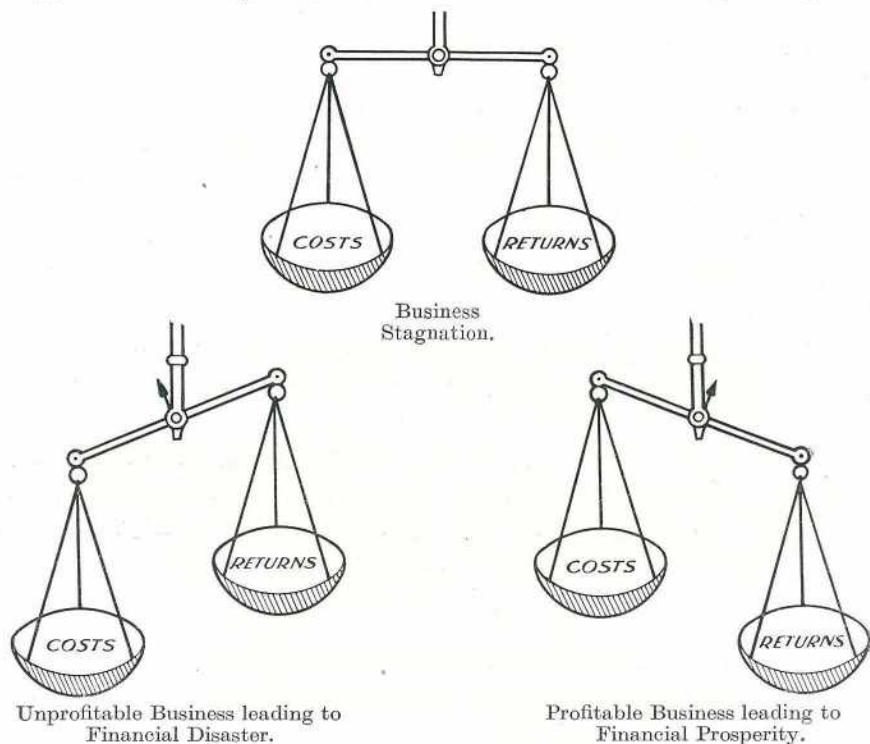 COSTS
RETURNS
Business
Stagnation.
RETURNS
COSTS
COSTS
RETURNS
Unprofitable Business leading to
Financial Disaster.
Profitable Business leading to
Financial Prosperity.